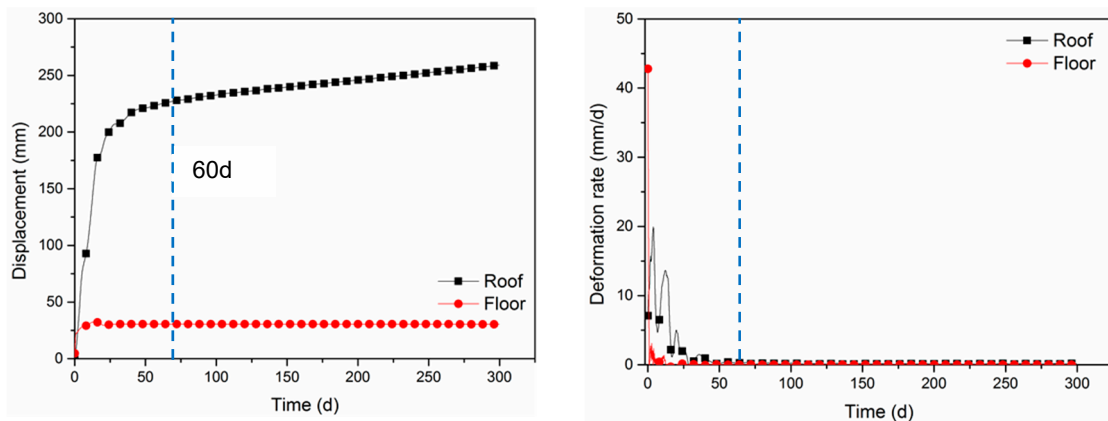 300
250
200
150
100
50
0
Displacement (mm)
60d
Roof
Floor
0 50 100 150 200 250 300
Time (d)
50
40
30
20
10
0
Deformation rate (mm/d)
Roof
Floor
0 50 100 150 200 250 300
Time (d)